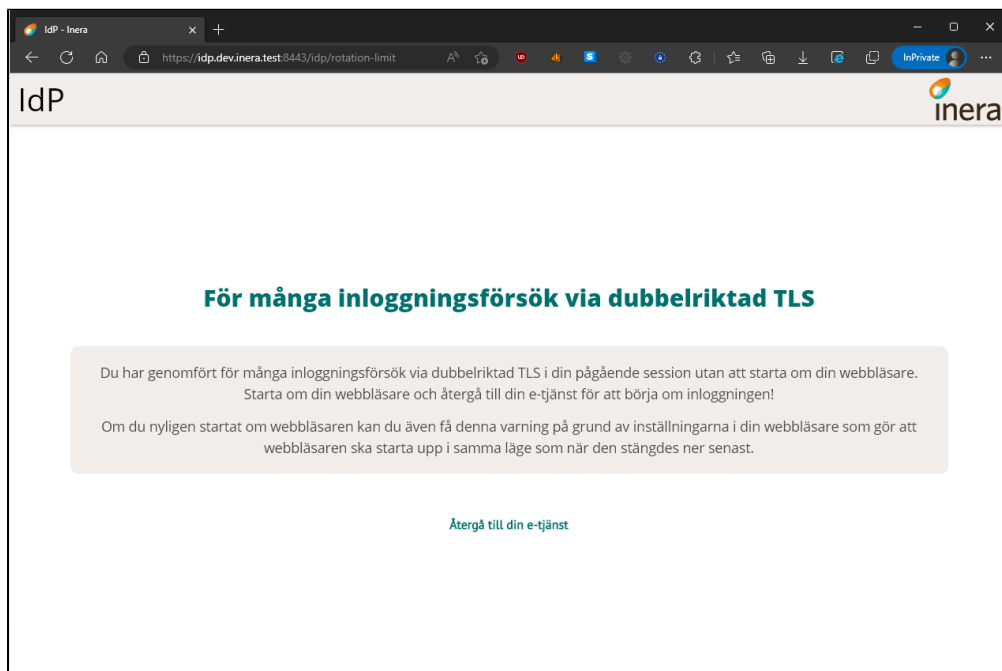 IdP - Inera
https://idp.dev.inera.test:8443/idp/rotation-limit
InPrivate
IdP
inera
För många inloggningsförsök via dubbelriktad TLS
Du har genomfört för många inloggningsförsök via dubbelriktad TLS i din pågående session utan att starta om din webbläsare.
Starta om din webbläsare och återgå till din e-tjänst för att börja om inloggningen!
Om du nyligen startat om webbläsaren kan du även få denna varning på grund av inställningarna i din webbläsare som gör att
webbläsaren ska starta upp i samma läge som när den stängdes ner senast.
Återgå till din e-tjänst